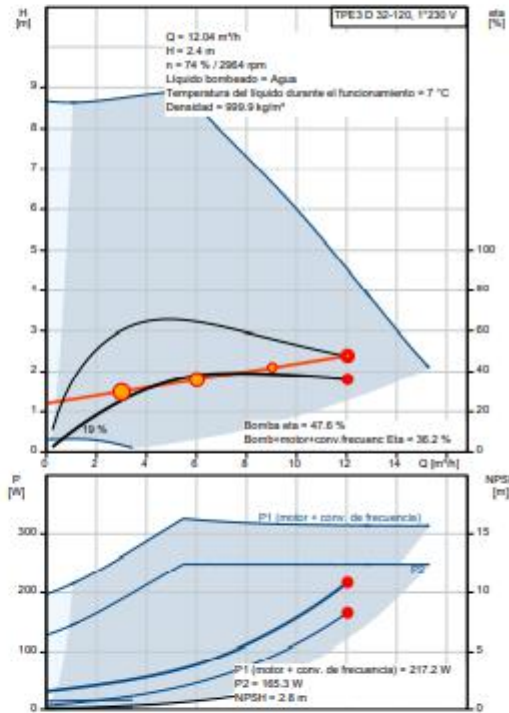 H
[m]
TPE3 D 32-120, 1*230 V
eta
[%]
Q = 12.04 m³/h
H = 2.4 m
n = 74 % / 2964 rpm
Líquido bombeado = Agua
Temperatura del líquido durante el funcionamiento = 7 °C
Densidad = 999.9 kg/m³
9
8
7
6
5
4
3
2
1
0
100
80
60
40
20
0
19 %
Bomba eta = 47.6 %
Bomb+motor+conv.frecuenc Eta = 36.2 %
0
2
4
6
8
10
12
14
Q [m³/h]
P
[W]
NPSH
[m]
P1 (motor + conv. de frecuencia)
P2
300
200
100
0
15
10
5
0
P1 (motor + conv. de frecuencia) = 217.2 W
P2 = 165.3 W
NPSH = 2.8 m